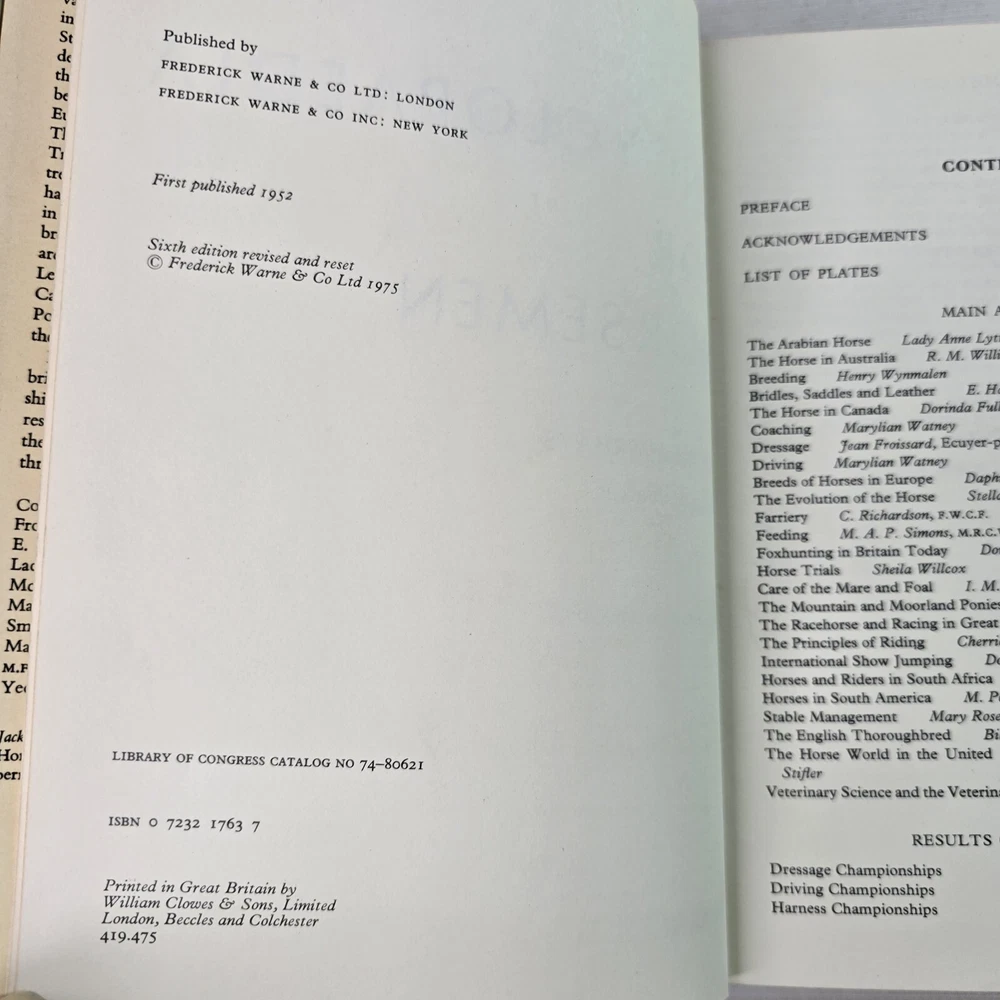 Published by
FREDERICK WARNE & CO LTD: LONDON
FREDERICK WARNE & CO INC: NEW YORK
First published 1952
Sixth edition revised and reset
© Frederick Warne & Co Ltd 1975
LIBRARY OF CONGRESS CATALOG NO 74–80621
ISBN 0 7232 1763 7
Printed in Great Britain by
William Clowes & Sons, Limited
London, Beccles and Colchester
419.475
PREFACE
ACKNOWLEDGEMENTS
LIST OF PLATES
MAIN
The Arabian Horse Lady Anne
The Horse in Australia R. M.
Breeding Henry Wynmalen
Bridles, Saddles and Leather E.
The Horse in Canada Dorinda
Coaching Marylian Watney
Dressage Jean Froissard,
Driving Marylian Watney
Breeds of Horses in Europe
The Evolution of the Horse
Farriery C. Richardson, F.W.C.F.
Feeding M. A. P. Simons,
Foxhunting in Britain Today
Horse Trials Sheila Willcox
Care of the Mare and Foal I. M.
The Mountain and Moorland Ponies
The Racehorse and Racing in Great
The Principles of Riding
International Show Jumping
Horses and Riders in South Africa
Horses in South America M.
Stable Management Mary Rose
The English Thoroughbred
The Horse World in the United
Stifler
Veterinary Science and the
RESULTS
Dressage Championships
Driving Championships
Harness Championships